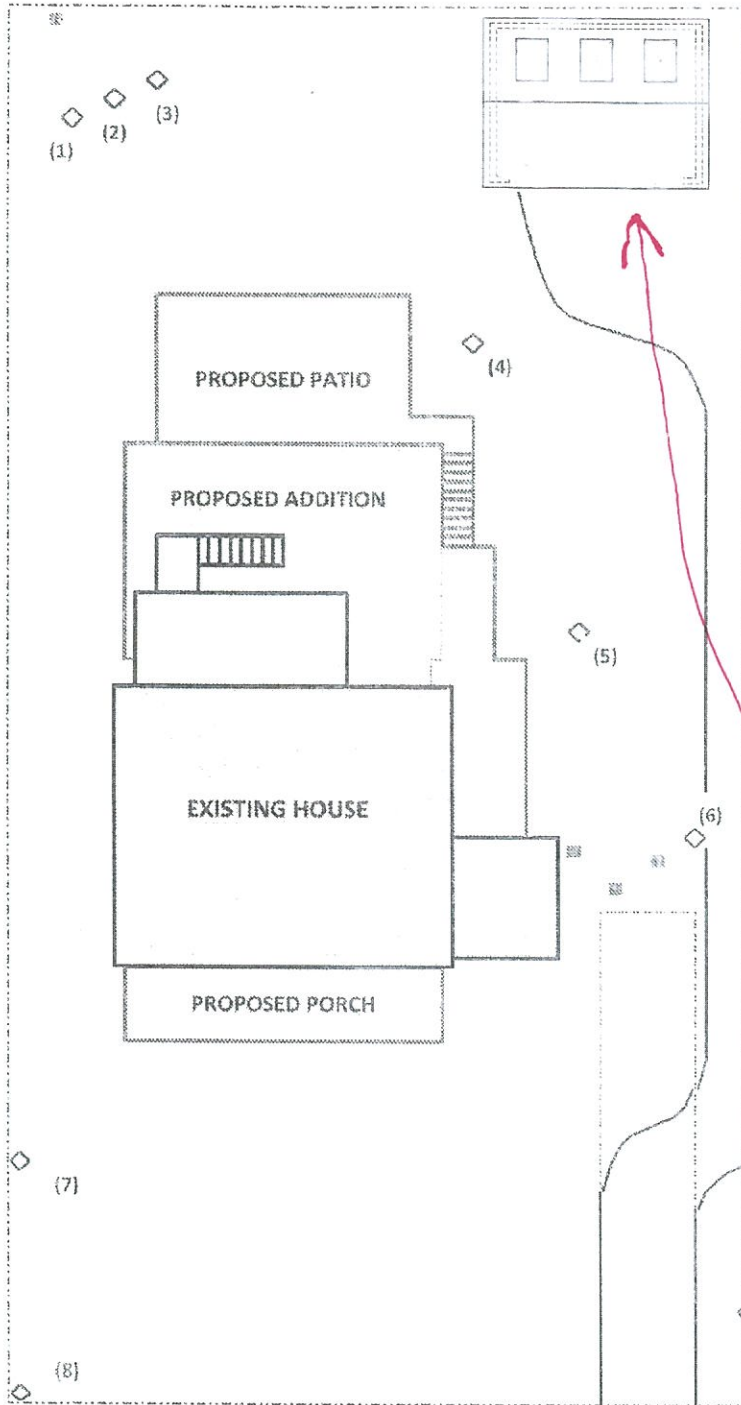 (3)
(2)
(1)
(4)
PROPOSED PATIO
PROPOSED ADDITION
(5)
EXISTING HOUSE
(6)
PROPOSED PORCH
(7)
(8)